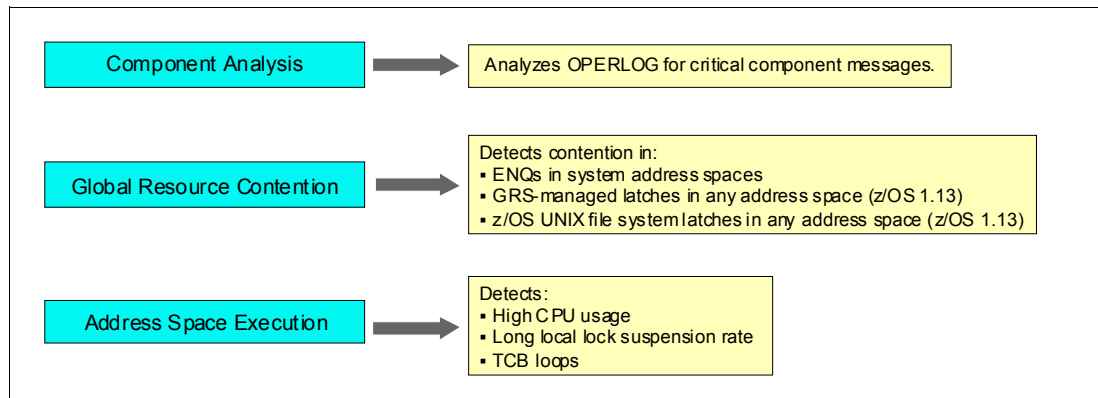 Component Analysis
Analyzes OPERLOG for critical component messages.
Global Resource Contention
Detects contention in:
▪ ENQs in system address spaces
▪ GRS-managed latches in any address space (z/OS 1.13)
▪ z/OS UNIX file system latches in any address space (z/OS 1.13)
Address Space Execution
Detects:
▪ High CPU usage
▪ Long local lock suspension rate
▪ TCB loops